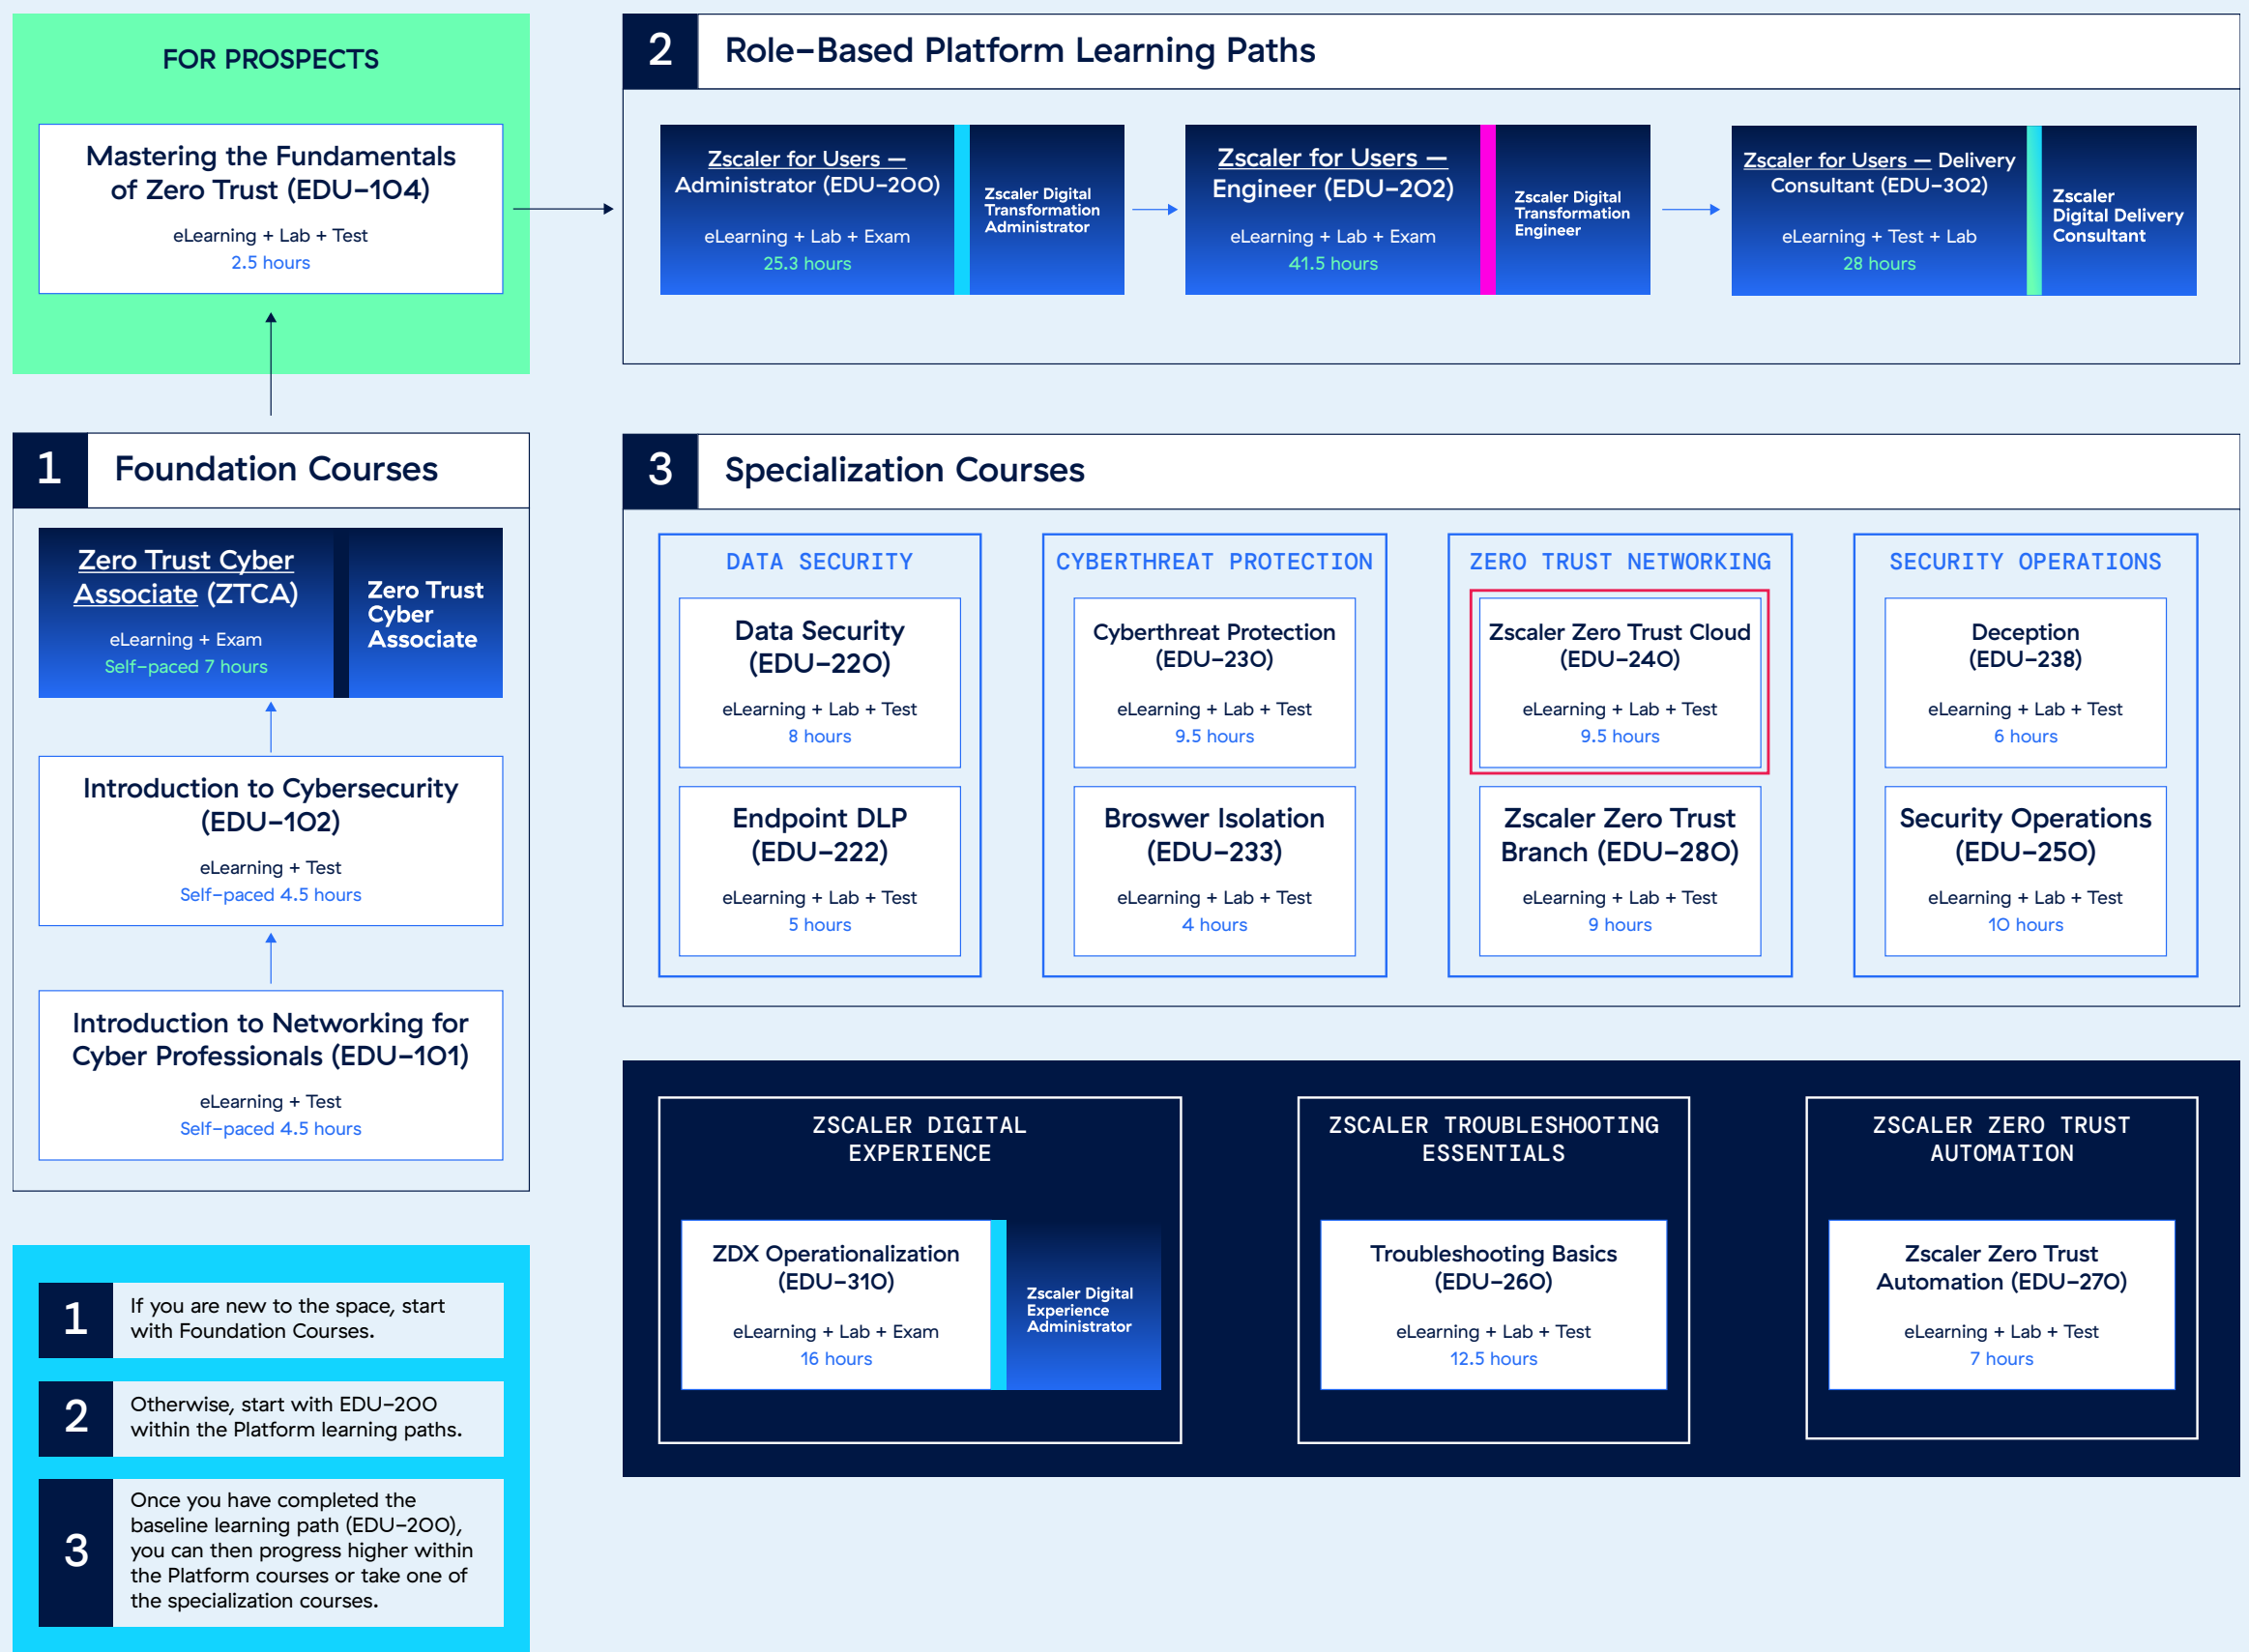 FOR PROSPECTS
Mastering the Fundamentals
of Zero Trust (EDU-104)
eLearning + Lab + Test
2.5 hours
1
Foundation Courses
Zero Trust Cyber
Associate (ZTCA)
eLearning + Exam
Self-paced 7 hours
Zero Trust
Cyber
Associate
Introduction to Cybersecurity
(EDU-102)
eLearning + Test
Self-paced 4.5 hours
Introduction to Networking for
Cyber Professionals (EDU-101)
eLearning + Test
Self-paced 4.5 hours
1
If you are new to the space, start
with Foundation Courses.
2
Otherwise, start with EDU-200
within the Platform learning paths.
3
Once you have completed the
baseline learning path (EDU-200),
you can then progress higher within
the Platform courses or take one of
the specialization courses.
2
Role-Based Platform Learning Paths
Zscaler for Users —
Administrator (EDU-200)
eLearning + Lab + Exam
25.3 hours
Zscaler Digital
Transformation
Administrator
Zscaler for Users —
Engineer (EDU-202)
eLearning + Lab + Exam
41.5 hours
Zscaler Digital
Transformation
Engineer
Zscaler for Users — Delivery
Consultant (EDU-302)
eLearning + Test + Lab
28 hours
Zscaler
Digital Delivery
Consultant
3
Specialization Courses
DATA SECURITY
Data Security
(EDU-220)
eLearning + Lab + Test
8 hours
Endpoint DLP
(EDU-222)
eLearning + Lab + Test
5 hours
CYBERTHREAT PROTECTION
Cyberthreat Protection
(EDU-230)
eLearning + Lab + Test
9.5 hours
Broswer Isolation
(EDU-233)
eLearning + Lab + Test
4 hours
ZERO TRUST NETWORKING
Zscaler Zero Trust Cloud
(EDU-240)
eLearning + Lab + Test
9.5 hours
Zscaler Zero Trust
Branch (EDU-280)
eLearning + Lab + Test
9 hours
SECURITY OPERATIONS
Deception
(EDU-238)
eLearning + Lab + Test
6 hours
Security Operations
(EDU-250)
eLearning + Lab + Test
10 hours
ZSCALER DIGITAL
EXPERIENCE
ZDX Operationalization
(EDU-310)
eLearning + Lab + Exam
16 hours
Zscaler Digital
Experience
Administrator
ZSCALER TROUBLESHOOTING
ESSENTIALS
Troubleshooting Basics
(EDU-260)
eLearning + Lab + Test
12.5 hours
ZSCALER ZERO TRUST
AUTOMATION
Zscaler Zero Trust
Automation (EDU-270)
eLearning + Lab + Test
7 hours